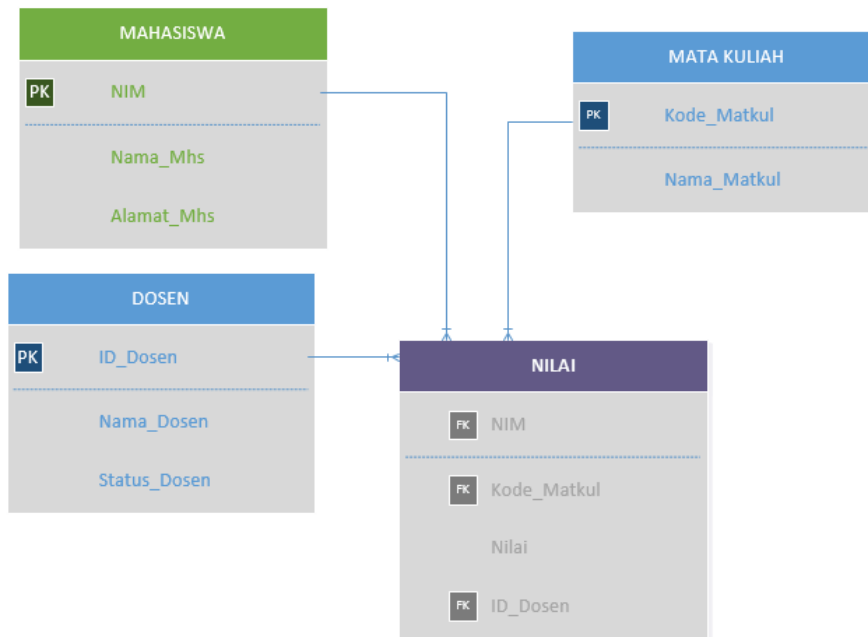 MAHASISWA
PK NIM
Nama_Mhs
Alamat_Mhs
MATA KULIAH
PK Kode_Matkul
Nama_Matkul
DOSEN
PK ID_Dosen
Nama_Dosen
Status_Dosen
NILAI
FK NIM
FK Kode_Matkul
Nilai
FK ID_Dosen